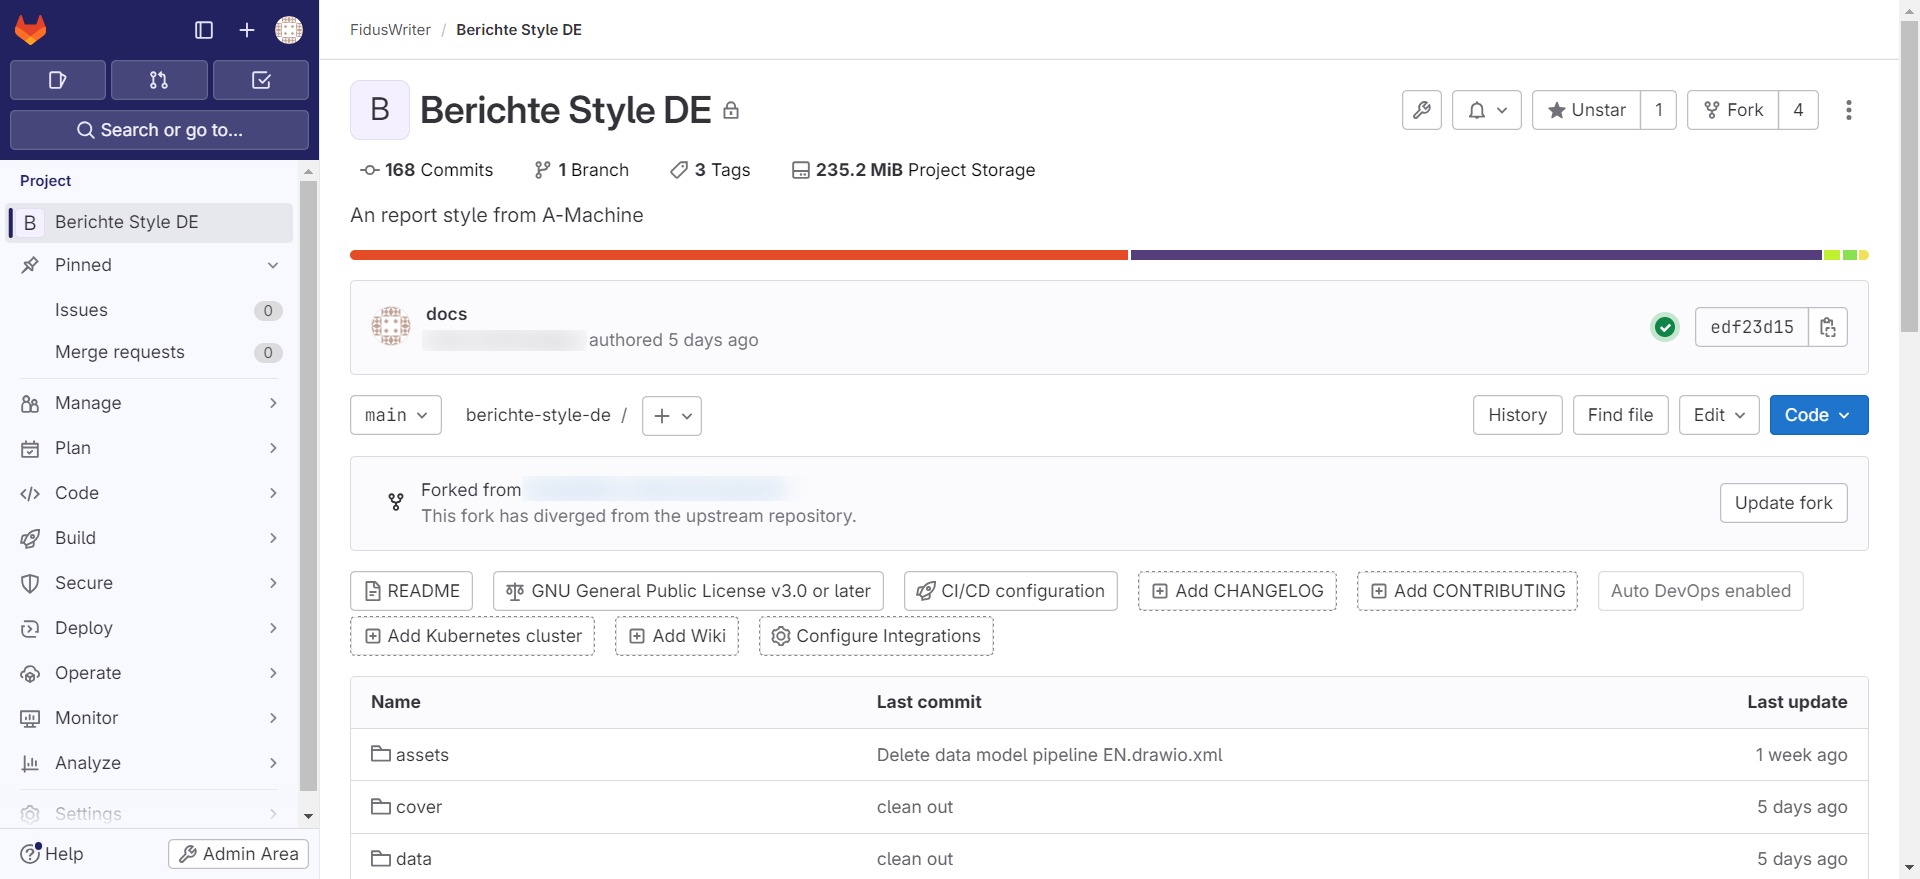 FidusWriter / Berichte Style DE
Search or go to...
Project
B Berichte Style DE
Pinned
Issues 0
Merge requests 0
Manage
Plan
Code
Build
Secure
Deploy
Operate
Monitor
Analyze
Settings
Help
Admin Area
B Berichte Style DE
Unstar 1
Fork 4
168 Commits 1 Branch 3 Tags 235.2 MiB Project Storage
An report style from A-Machine
docs
authored 5 days ago
edf23d15
main berichte-style-de / +
History Find file Edit Code
Forked from
This fork has diverged from the upstream repository.
Update fork
README GNU General Public License v3.0 or later CI/CD configuration Add CHANGELOG Add CONTRIBUTING Auto DevOps enabled
Add Kubernetes cluster Add Wiki Configure Integrations
Name Last commit Last update
assets Delete data model pipeline EN.drawio.xml 1 week ago
cover clean out 5 days ago
data clean out 5 days ago